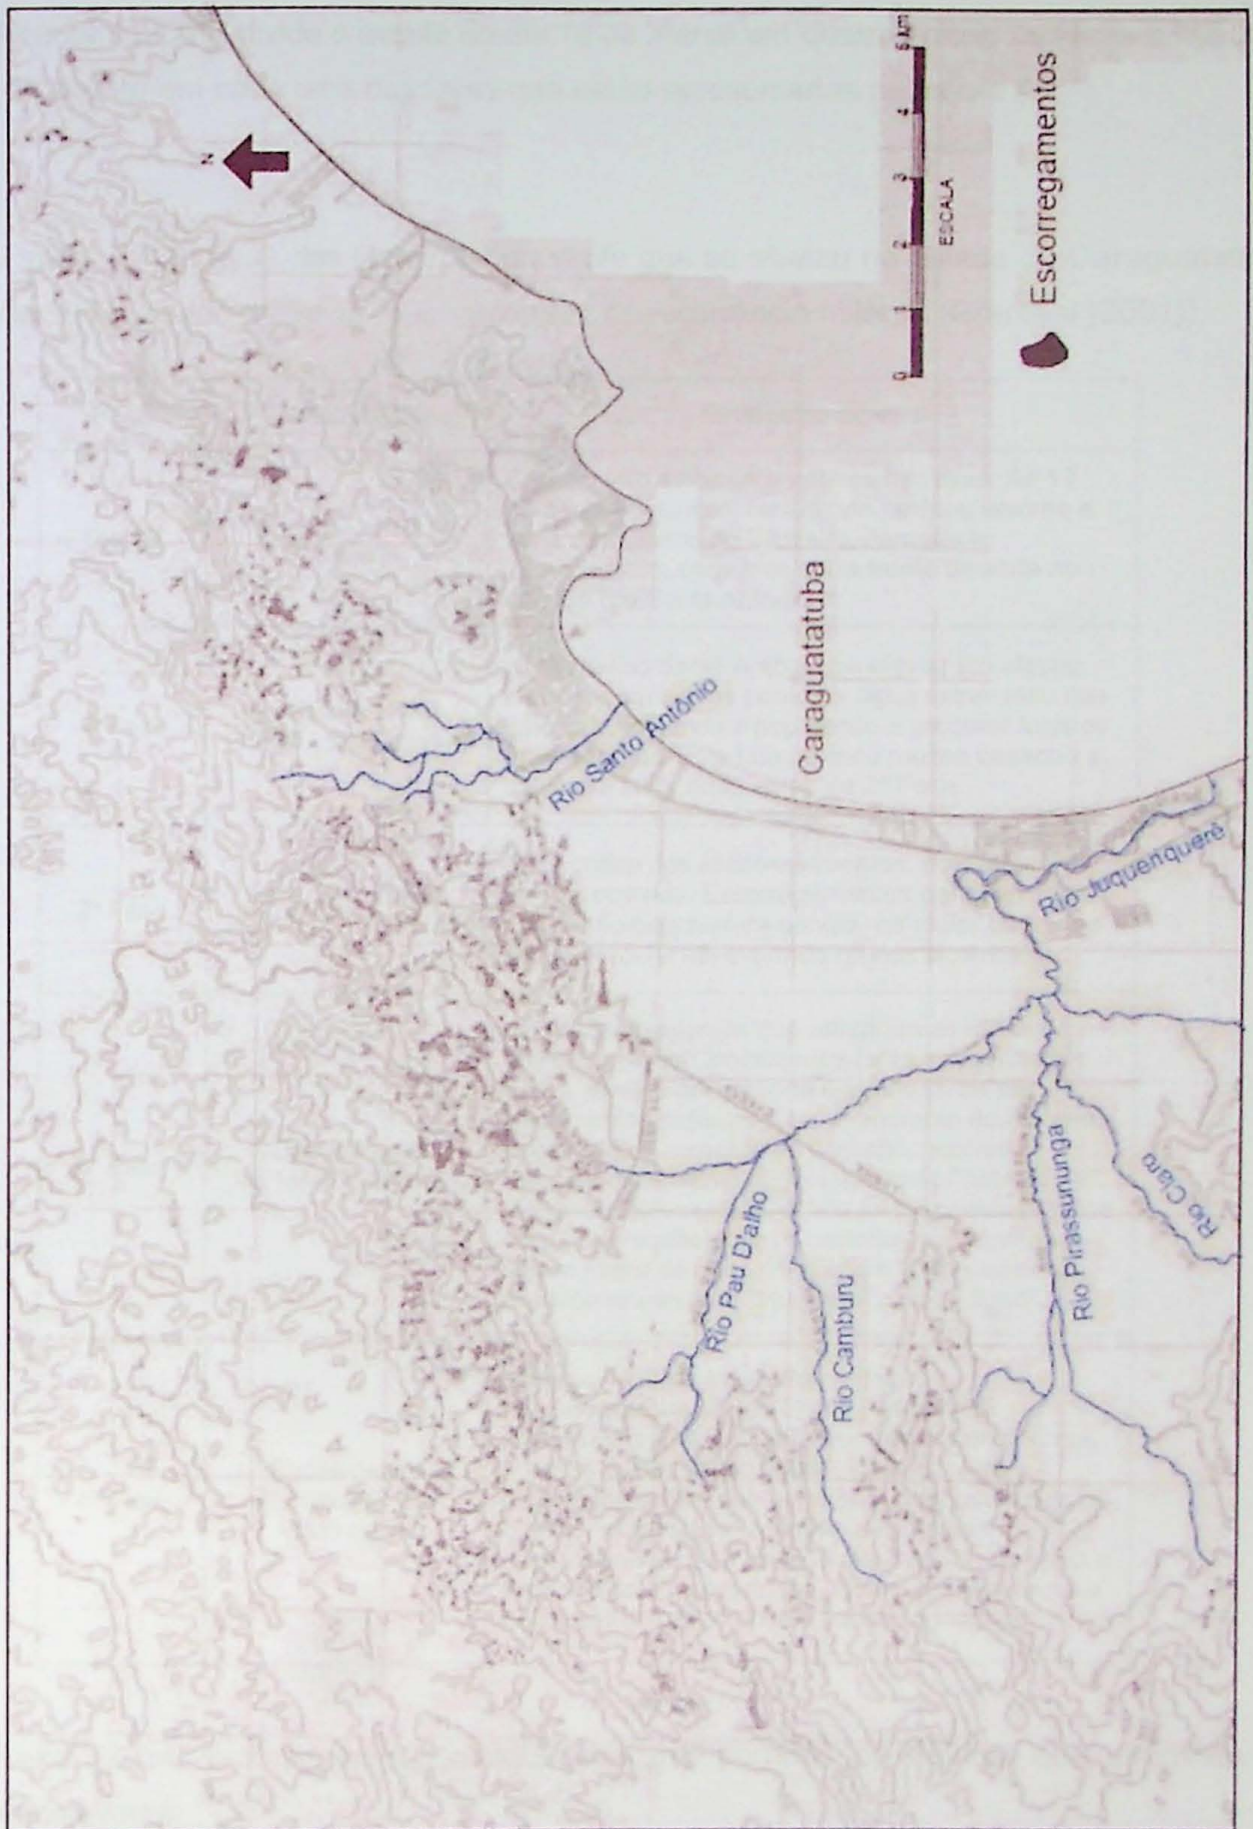 N
0 1 2 3 4 5 km
ESCALA
Escorregamentos
Caraguatatuba
Rio Santo Antônio
Rio Juquenquerê
Rio Pau D'alho
Rio Camburu
Rio Pirassununga
Rio Claro